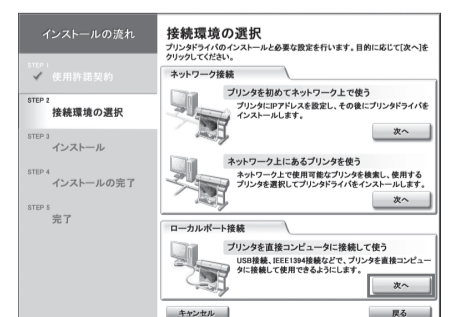 インストールの流れ
STEP 1
使用許諾契約
STEP 2
接続環境の選択
STEP 3
インストール
STEP 4
インストールの完了
STEP 5
完了
接続環境の選択
プリンタドライバのインストールと必要な設定を行います。目的に応じて[次へ]を
クリックしてください。
ネットワーク接続
プリンタを初めてネットワーク上で使う
プリンタにIPアドレスを設定し、その後にプリンタドライバを
インストールします。
次へ
ネットワーク上にあるプリンタを使う
ネットワーク上で使用可能なプリンタを検索し、使用する
プリンタを選択してプリンタドライバをインストールします。
次へ
ローカルポート接続
プリンタを直接コンピュータに接続して使う
USB接続、IEEE1394接続などで、プリンタを直接コンピュー
タに接続して使用できるようにします。
次へ
キャンセル
戻る